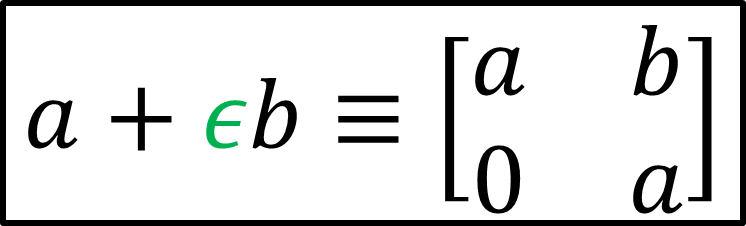 a + ϵb ≡ [a b
0 a]